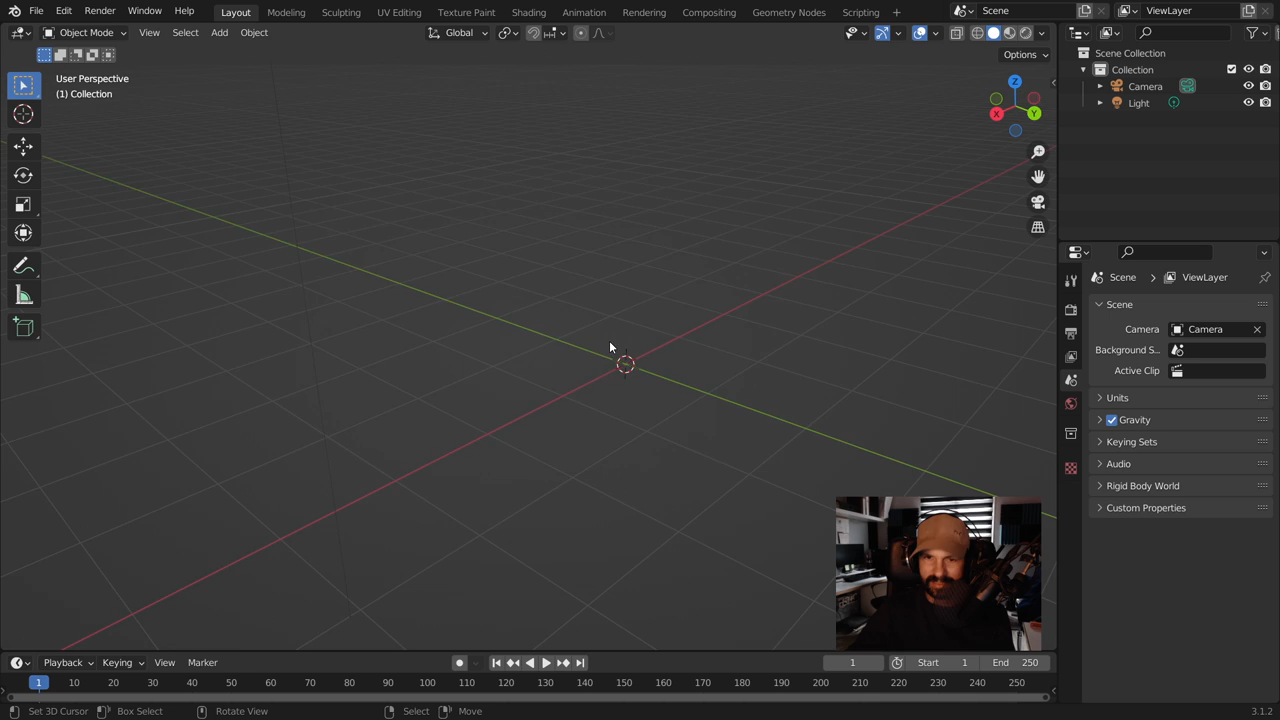 File Edit Render Window Help Layout Modeling Sculpting UV Editing Texture Paint Shading Animation Rendering Compositing Geometry Nodes Scripting + Scene ViewLayer
Object Mode View Select Add Object Global
Options
User Perspective
(1) Collection
Z
X
Y
Scene Collection
Collection
Camera
Light
Scene ViewLayer
Scene
Camera Camera
Background S...
Active Clip
Units
Gravity
Keying Sets
Audio
Rigid Body World
Custom Properties
Playback Keying View Marker 1 Start 1 End 250
1 10 20 30 40 50 60 70 80 90 100 110 120 130 140 150 160 170 180 190 200 210 220 230 240 250
Set 3D Cursor Box Select Rotate View Select Move 3.1.2